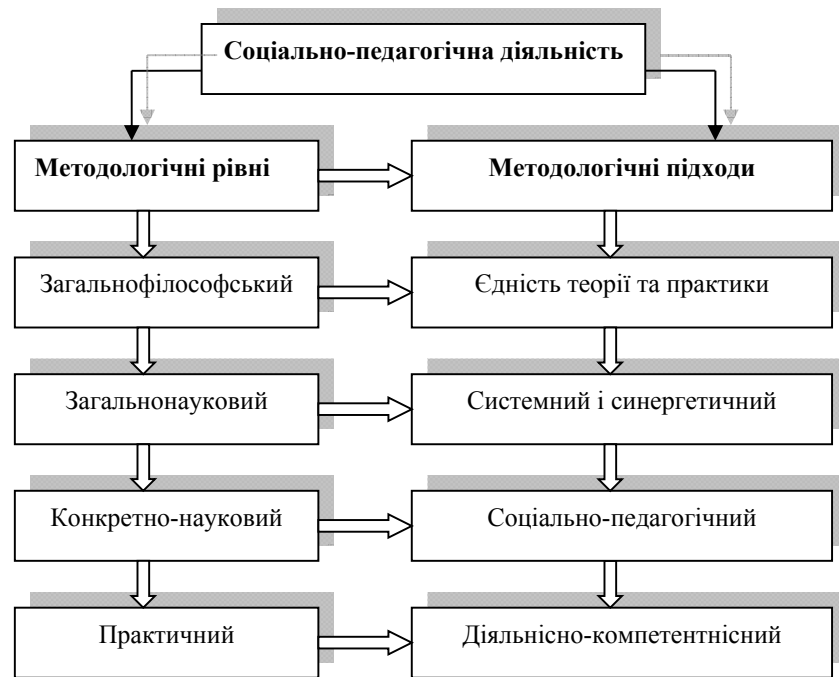 Соціально-педагогічна діяльність
Методологічні рівні
Методологічні підходи
Загальнофілософський
Єдність теорії та практики
Загальнонауковий
Системний і синергетичний
Конкретно-науковий
Соціально-педагогічний
Практичний
Діяльнісно-компетентнісний